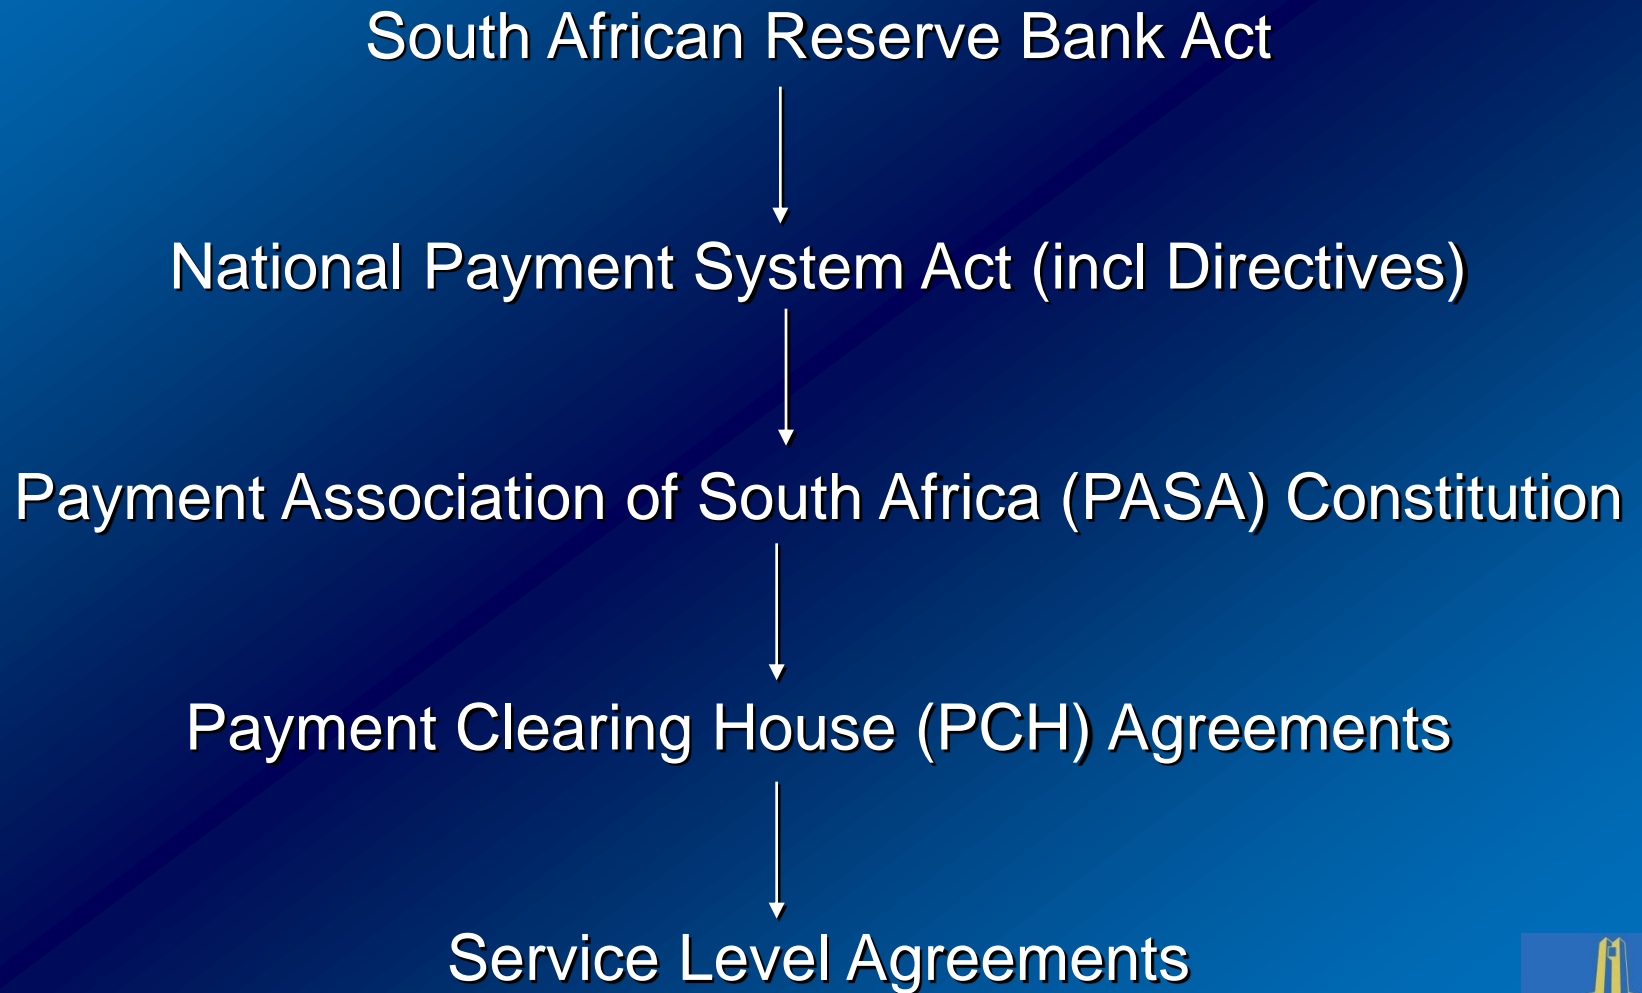 South African Reserve Bank Act
National Payment System Act (incl Directives)
Payment Association of South Africa (PASA) Constitution
Payment Clearing House (PCH) Agreements
Service Level Agreements